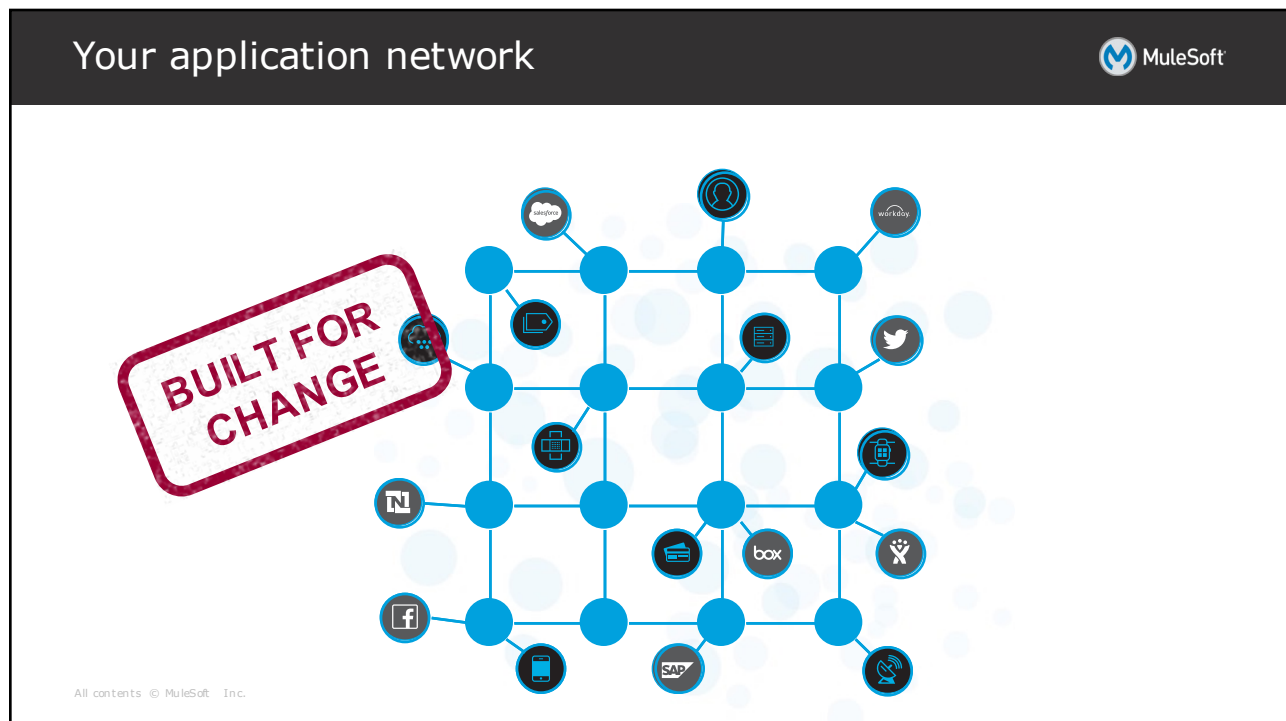 Your application network
MuleSoft
salesforce
workday
BUILT FOR
CHANGE
N
box
f
SAP
All contents © MuleSoft Inc.